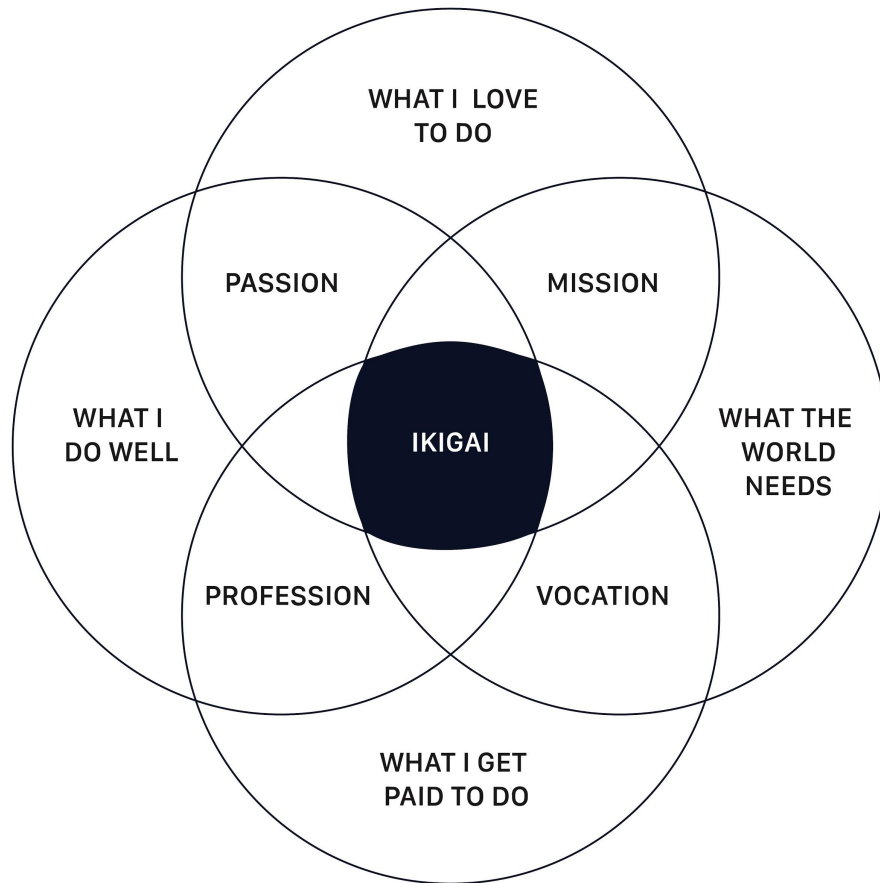 WHAT I LOVE
TO DO
PASSION
MISSION
WHAT I
DO WELL
IKIGAI
WHAT THE
WORLD
NEEDS
PROFESSION
VOCATION
WHAT I GET
PAID TO DO